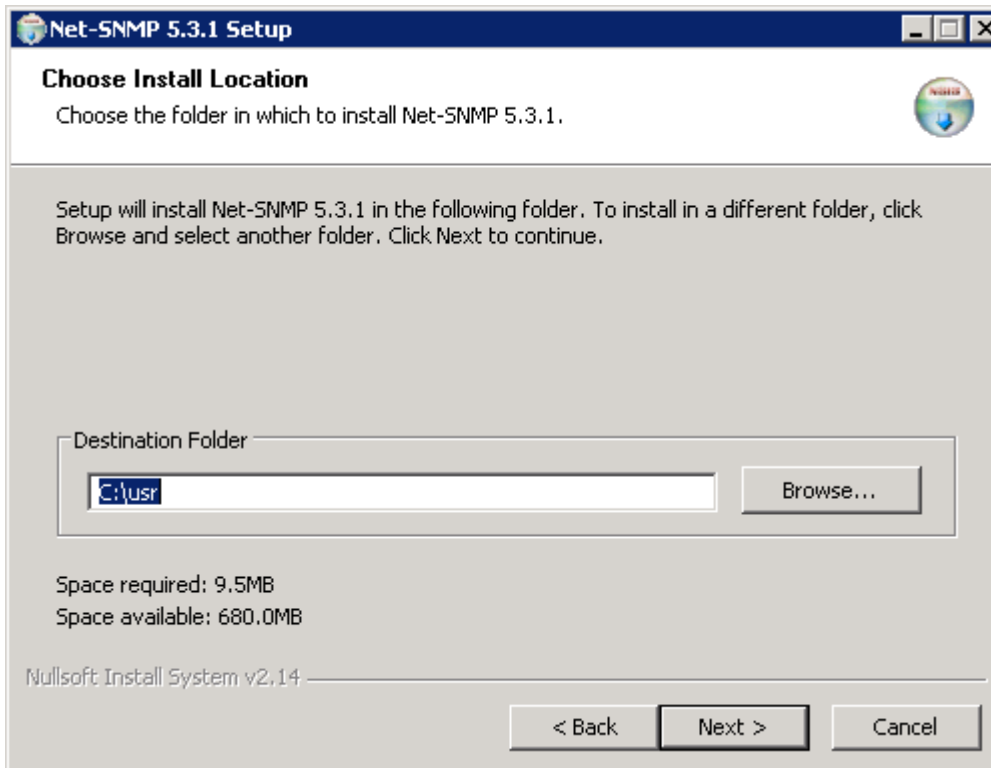 Net-SNMP 5.3.1 Setup
Choose Install Location
Choose the folder in which to install Net-SNMP 5.3.1.
Setup will install Net-SNMP 5.3.1 in the following folder. To install in a different folder, click
Browse and select another folder. Click Next to continue.
Destination Folder
C:\usr
Browse...
Space required: 9.5MB
Space available: 680.0MB
Nullsoft Install System v2.14
< Back
Next >
Cancel